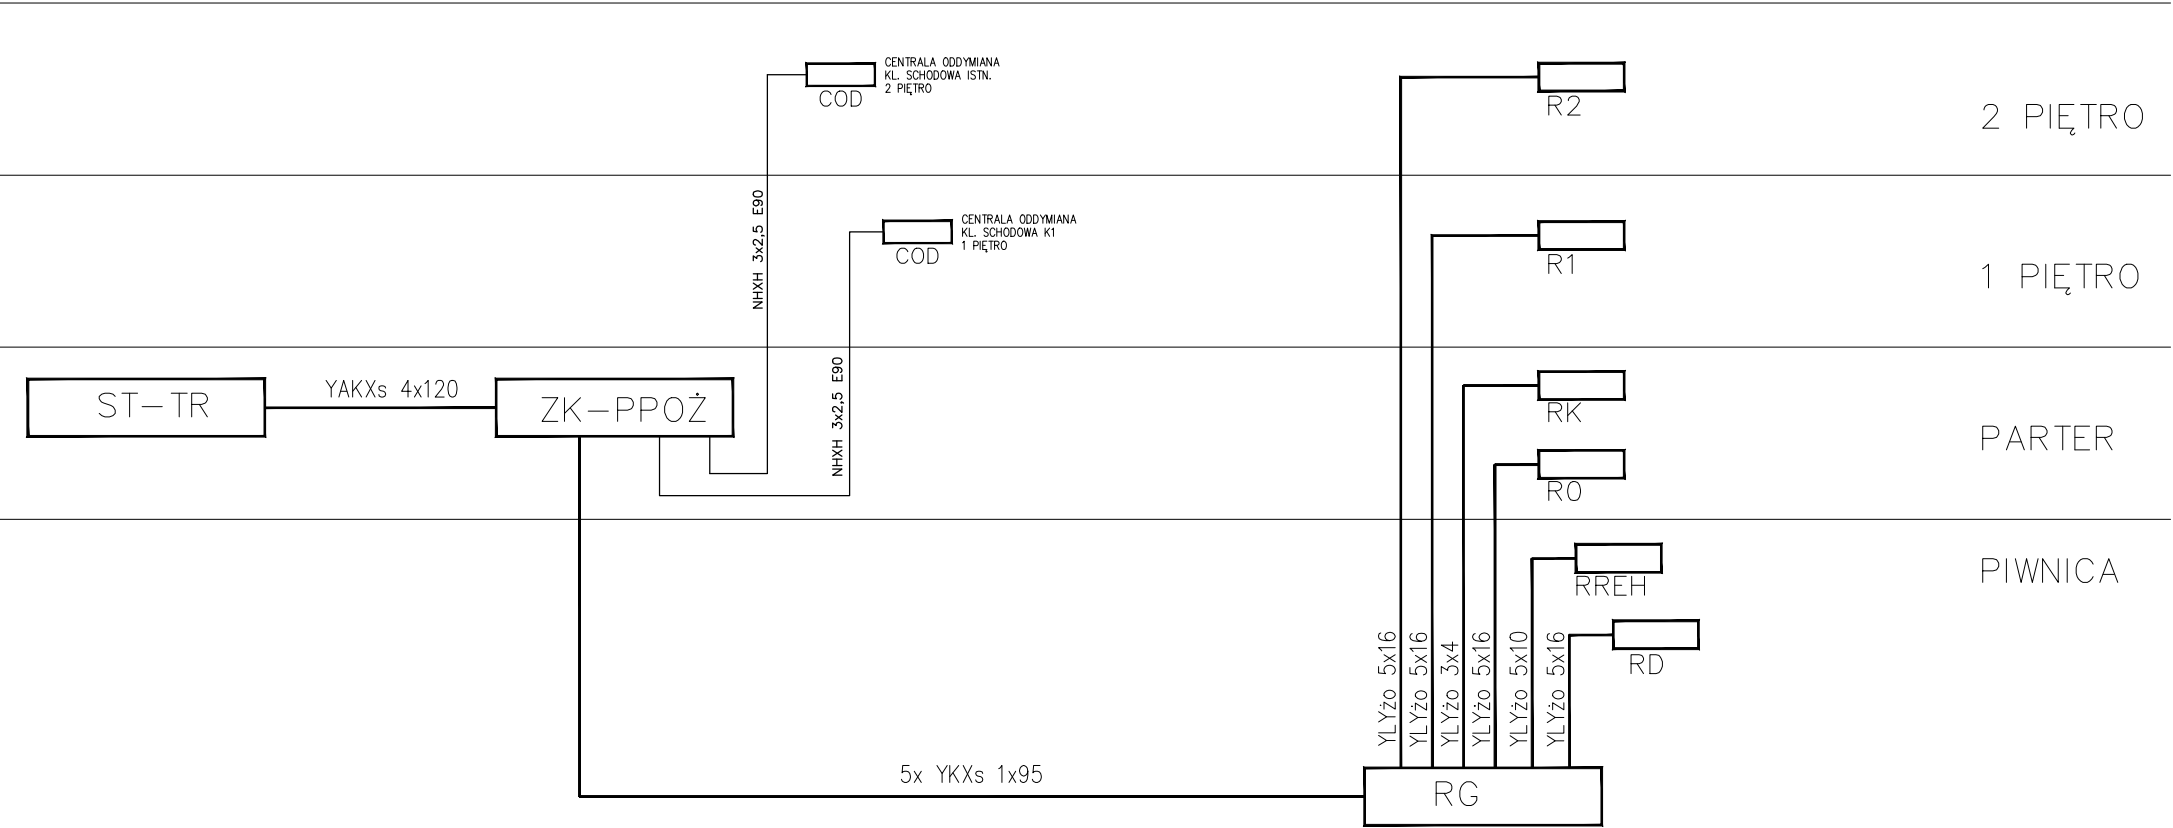 CENTRALA ODDYMIANA
KL. SCHODOWA ISTN.
2 PIĘTRO
COD
R2
2 PIĘTRO
NHXH 3x2,5 E90
CENTRALA ODDYMIANA
KL. SCHODOWA K1
1 PIĘTRO
COD
R1
1 PIĘTRO
ST-TR
YAKXs 4x120
ZK-PPOŻ
NHXH 3x2,5 E90
RK
R0
PARTER
RREH
PIWNICA
RD
YLYżo 5x16
YLYżo 5x16
YLYżo 3x4
YLYżo 5x16
YLYżo 5x10
YLYżo 5x16
5x YKXs 1x95
RG